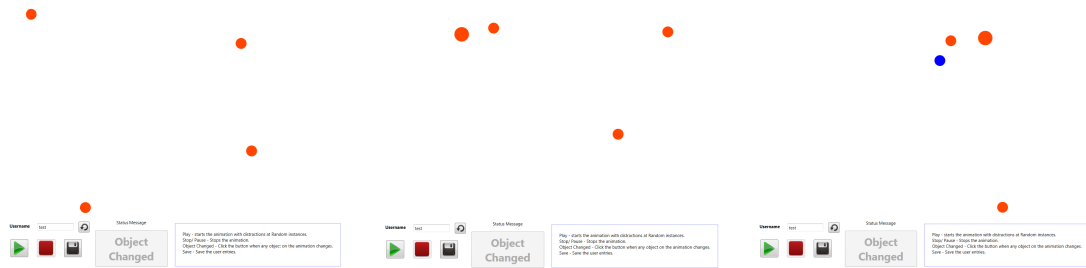 Status Message
Username
test
Object
Changed
Play - starts the animation with distractions at Random instances.
Stop/ Pause - Stops the animation.
Object Changed - Click the button when any object on the animation changes.
Save - Save the user entries.
Status Message
Username
test
Object
Changed
Play - starts the animation with distractions at Random instances.
Stop/ Pause - Stops the animation.
Object Changed - Click the button when any object on the animation changes.
Save - Save the user entries.
Status Message
Username
test
Object
Changed
Play - starts the animation with distractions at Random instances.
Stop/ Pause - Stops the animation.
Object Changed - Click the button when any object on the animation changes.
Save - Save the user entries.